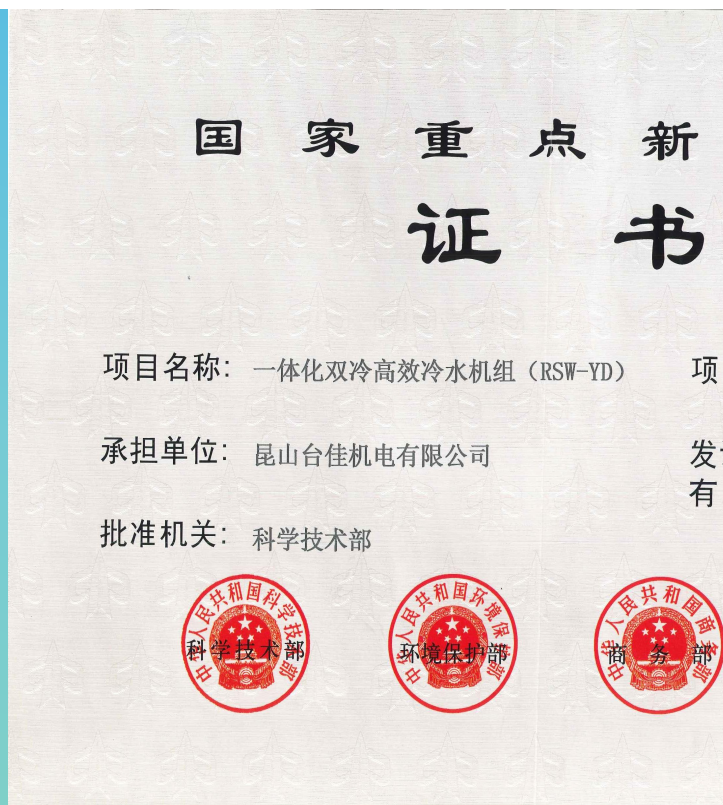 国家重点新
证书
项目名称: 一体化双冷高效冷水机组（RSW-YD）
项
承担单位: 昆山台佳机电有限公司
发
有
批准机关: 科学技术部
中华人民共和国科学技术部
科学技术部
中华人民共和国环境保护部
环境保护部
中华人民共和国商务部
商务部